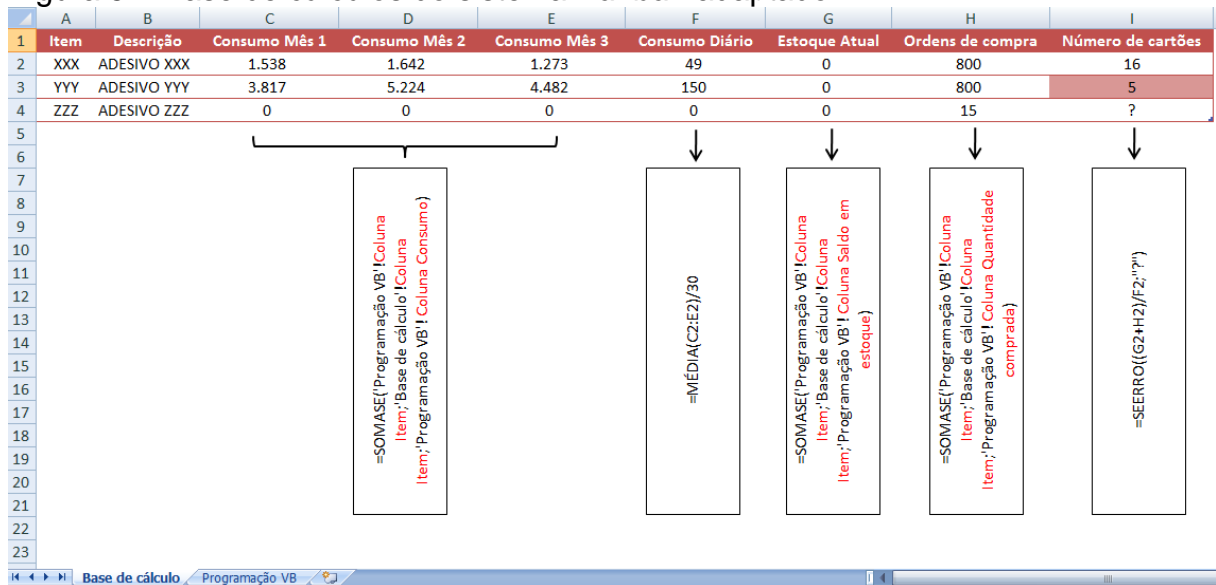 A B C D E F G H I
1 Item Descrição Consumo Mês 1 Consumo Mês 2 Consumo Mês 3 Consumo Diário Estoque Atual Ordens de compra Número de cartões
2 XXX ADESIVO XXX 1.538 1.642 1.273 49 0 800 16
3 YYY ADESIVO YYY 3.817 5.224 4.482 150 0 800 5
4 ZZZ ADESIVO ZZZ 0 0 0 0 0 15 ?
5
6
7
8
9
10
11
12
13
14
15
16
17
18
19
20
21
22
23
=SOMASE('Programação VB'!Coluna
Item;'Base de cálculo'!Coluna
Item;'Programação VB'! Coluna Consumo)
=MÉDIA(C2:E2)/30
=SOMASE('Programação VB'!Coluna
Item;'Base de cálculo'!Coluna
Item;'Programação VB'! Coluna Saldo em
estoque)
=SOMASE('Programação VB'!Coluna
Item;'Base de cálculo'!Coluna
Item;'Programação VB'! Coluna Quantidade
comprada)
=SEERRO((G2+H2)/F2;"?")
Base de cálculo Programação VB